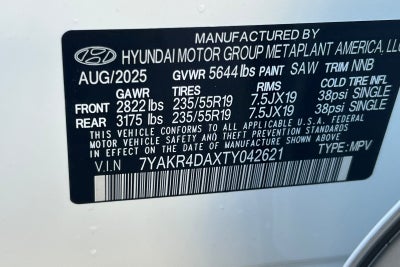 MANUFACTURED BY
HYUNDAI MOTOR GROUP METAPLANT AMERICA, LLC
AUG/2025 GVWR 5644 lbs PAINT SAW TRIM NNB
GAWR TIRES RIMS COLD TIRE INFL
FRONT 2822 lbs 235/55R19 7.5JX19 38psi SINGLE
REAR 3175 lbs 235/55R19 7.5JX19 38psi SINGLE
THIS VEHICLE CONFORMS TO ALL APPLICABLE U.S.A. FEDERAL
MOTOR VEHICLE SAFETY AND THEFT PREVENTION STANDARDS
IN EFFECT ON THE DATE OF MANUFACTURE SHOWN ABOVE.
V.I.N 7YAKR4DAXTY042621 TYPE: MPV